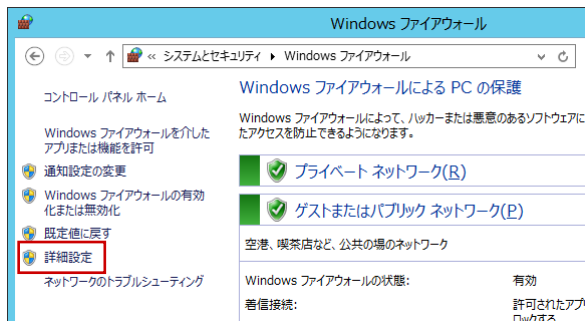 Windows ファイアウォール
« システムとセキュリティ ▸ Windows ファイアウォール
コントロール パネル ホーム
Windows ファイアウォールを介した
アプリまたは機能を許可
通知設定の変更
Windows ファイアウォールの有効
化または無効化
既定値に戻す
詳細設定
ネットワークのトラブルシューティング
Windows ファイアウォールによる PC の保護
Windows ファイアウォールによって、ハッカーまたは悪意のあるソフトウェアに
たアクセスを防止できるようになります。
プライベート ネットワーク(R)
ゲストまたはパブリック ネットワーク(P)
空港、喫茶店など、公共の場のネットワーク
Windows ファイアウォールの状態: 有効
着信接続: 許可されたアプ
ロックする